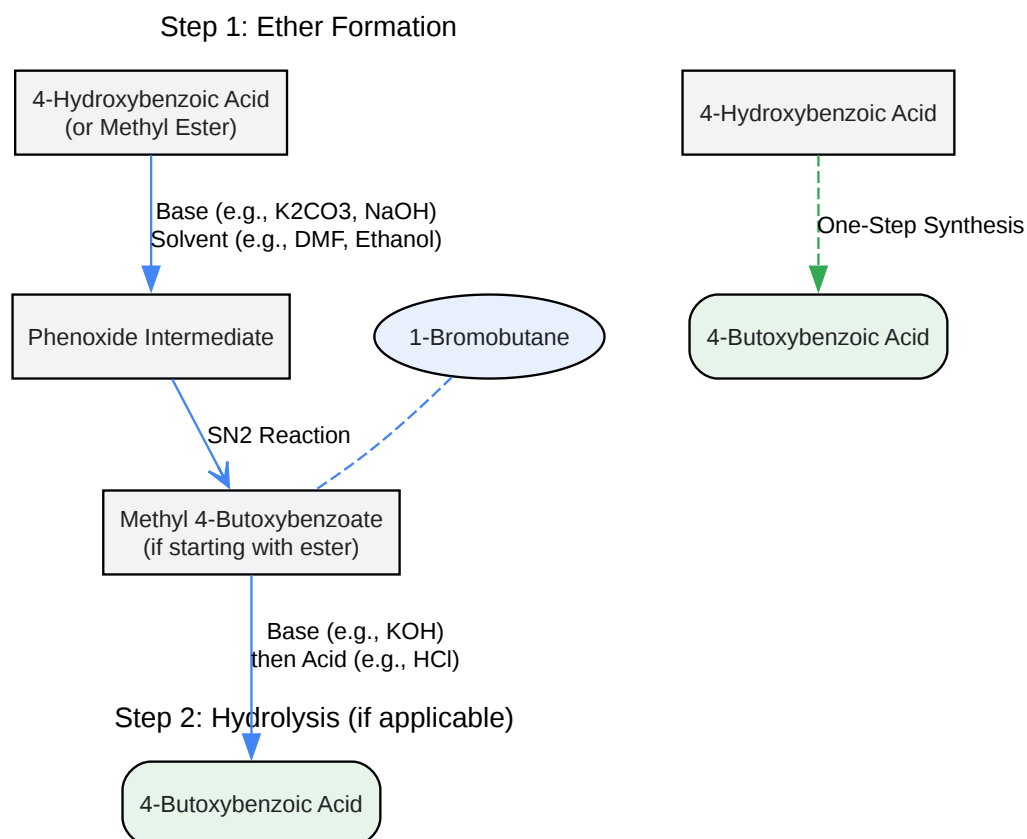 Step 1: Ether Formation
4-Hydroxybenzoic Acid
(or Methyl Ester)
4-Hydroxybenzoic Acid
Base (e.g., K2CO3, NaOH)
Solvent (e.g., DMF, Ethanol)
One-Step Synthesis
Phenoxide Intermediate
1-Bromobutane
4-Butoxybenzoic Acid
SN2 Reaction
Methyl 4-Butoxybenzoate
(if starting with ester)
Base (e.g., KOH)
then Acid (e.g., HCl)
Step 2: Hydrolysis (if applicable)
4-Butoxybenzoic Acid